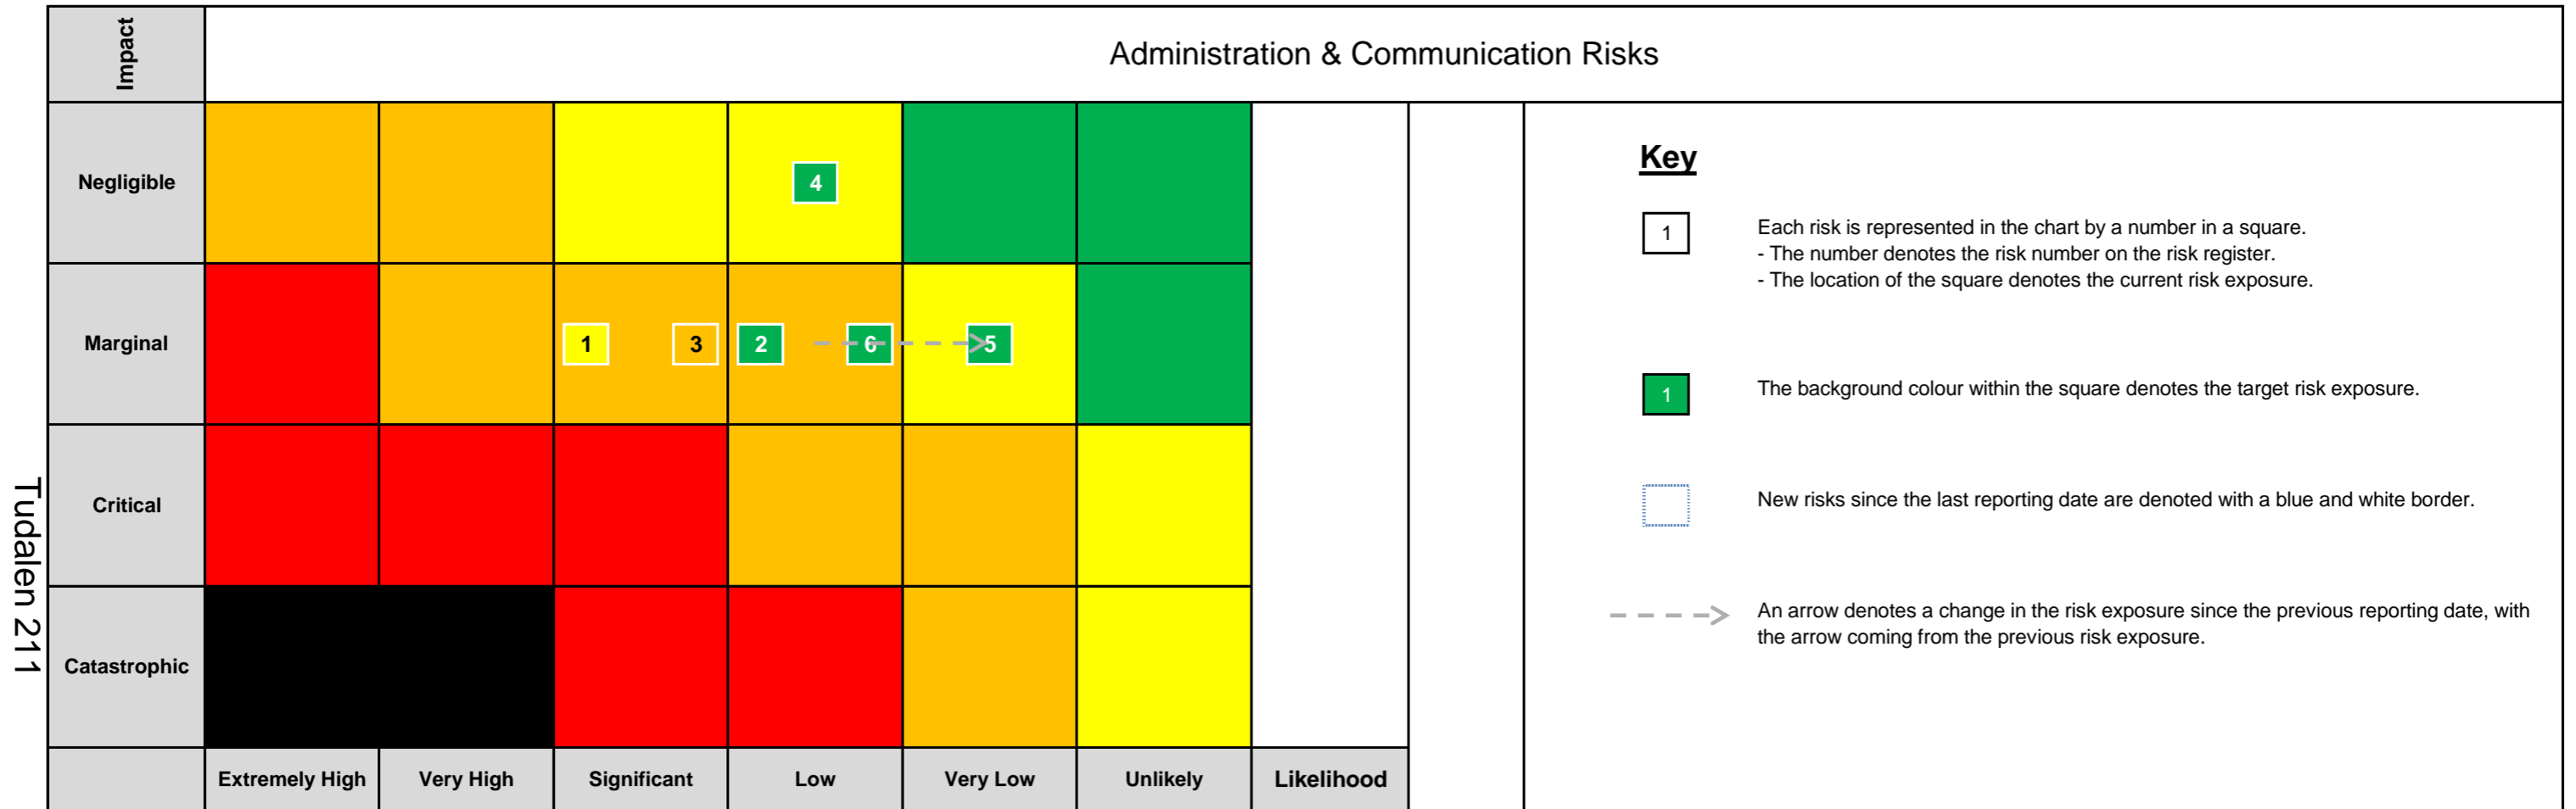 Impact
Administration & Communication Risks
Negligible
4
Marginal
1
3
2
6
5
Critical
Catastrophic
Extremely High
Very High
Significant
Low
Very Low
Unlikely
Likelihood
Key
1
Each risk is represented in the chart by a number in a square.
- The number denotes the risk number on the risk register.
- The location of the square denotes the current risk exposure.
1
The background colour within the square denotes the target risk exposure.
New risks since the last reporting date are denoted with a blue and white border.
An arrow denotes a change in the risk exposure since the previous reporting date, with
the arrow coming from the previous risk exposure.
Tudalen 211